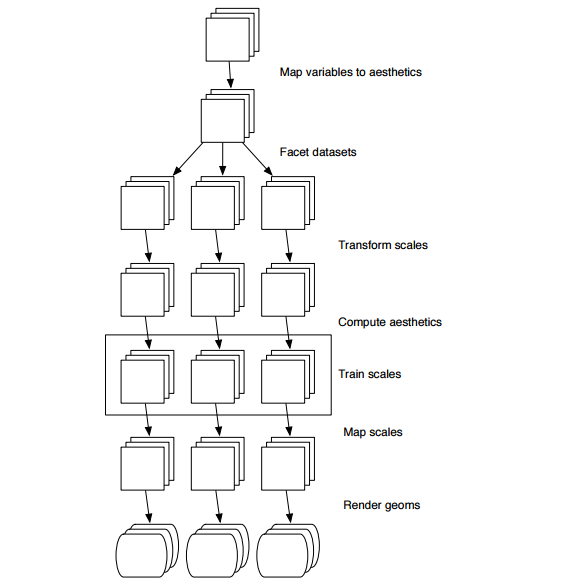 Map variables to aesthetics
Facet datasets
Transform scales
Compute aesthetics
Train scales
Map scales
Render geoms